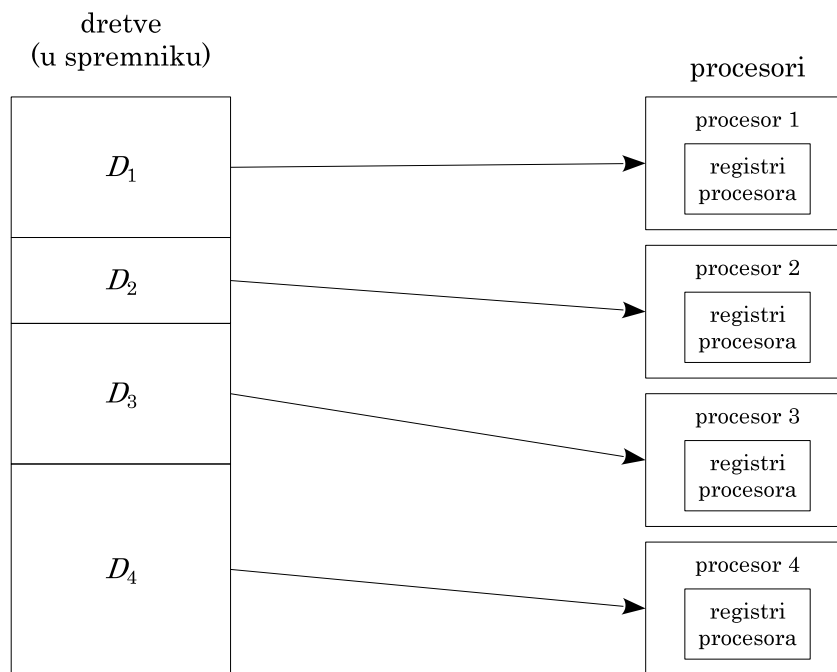 dretve
(u spremniku)
procesori
D₁
D₂
D₃
D₄
procesor 1
registri
procesora
procesor 2
registri
procesora
procesor 3
registri
procesora
procesor 4
registri
procesora